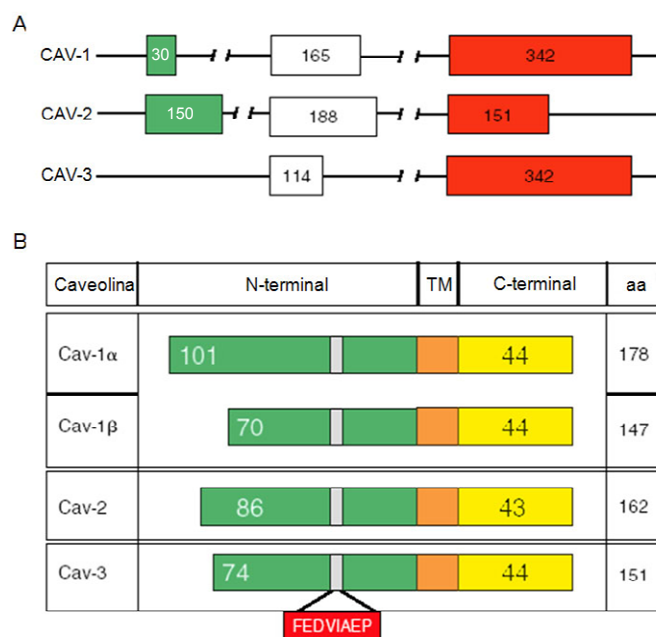 A
CAV-1 30 165 342
CAV-2 150 188 151
CAV-3 114 342
B
Caveolina N-terminal TM C-terminal aa
Cav-1α 101 44 178
Cav-1β 70 44 147
Cav-2 86 43 162
Cav-3 74 44 151
FEDVIAEP